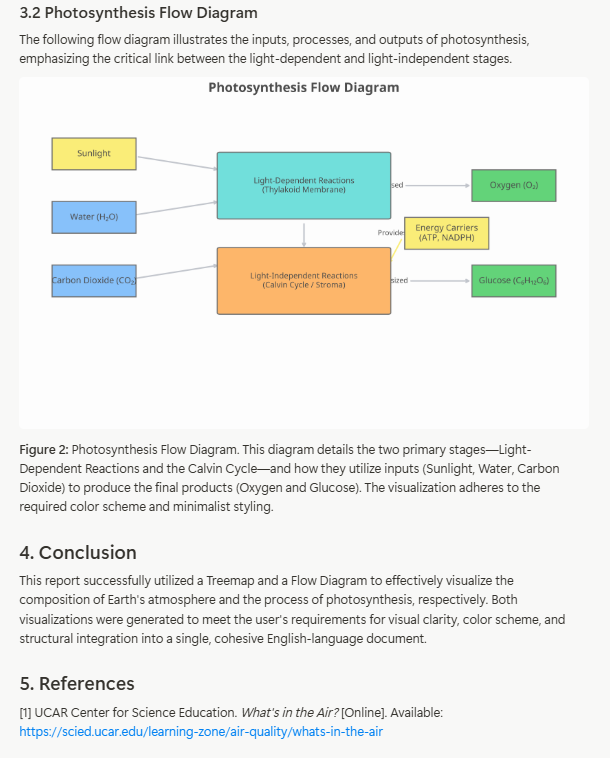 3.2 Photosynthesis Flow Diagram
The following flow diagram illustrates the inputs, processes, and outputs of photosynthesis,
emphasizing the critical link between the light-dependent and light-independent stages.
Photosynthesis Flow Diagram
Sunlight
Light-Dependent Reactions
(Thylakoid Membrane)
sed
Oxygen (O₂)
Water (H₂O)
Provide
Energy Carriers
(ATP, NADPH)
Carbon Dioxide (CO₂)
Light-Independent Reactions
(Calvin Cycle / Stroma)
sized
Glucose (C₆H₁₂O₆)
Figure 2: Photosynthesis Flow Diagram. This diagram details the two primary stages—Light-
Dependent Reactions and the Calvin Cycle—and how they utilize inputs (Sunlight, Water, Carbon
Dioxide) to produce the final products (Oxygen and Glucose). The visualization adheres to the
required color scheme and minimalist styling.
4. Conclusion
This report successfully utilized a Treemap and a Flow Diagram to effectively visualize the
composition of Earth's atmosphere and the process of photosynthesis, respectively. Both
visualizations were generated to meet the user's requirements for visual clarity, color scheme, and
structural integration into a single, cohesive English-language document.
5. References
[1] UCAR Center for Science Education. What's in the Air? [Online]. Available:
https://scied.ucar.edu/learning-zone/air-quality/whats-in-the-air